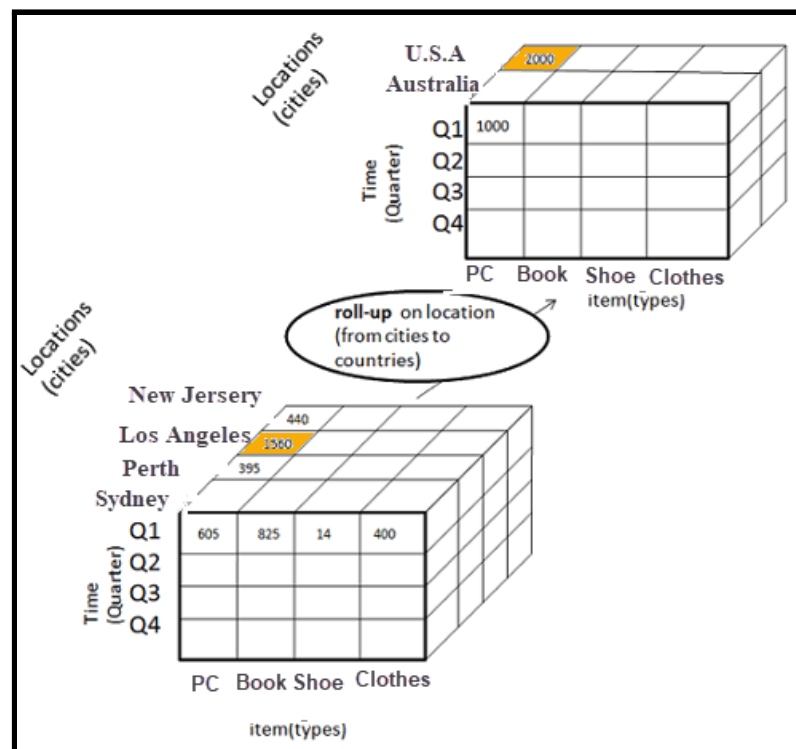 Locations
(cities)
U.S.A
Australia
2000
Time
(Quarter)
Q1
1000
Q2
Q3
Q4
PC Book Shoe Clothes
item(types)
roll-up on location
(from cities to
countries)
Locations
(cities)
New Jersery
440
Los Angeles
1560
Perth
395
Sydney
Time
(Quarter)
Q1
605 825 14 400
Q2
Q3
Q4
PC Book Shoe Clothes
item(types)